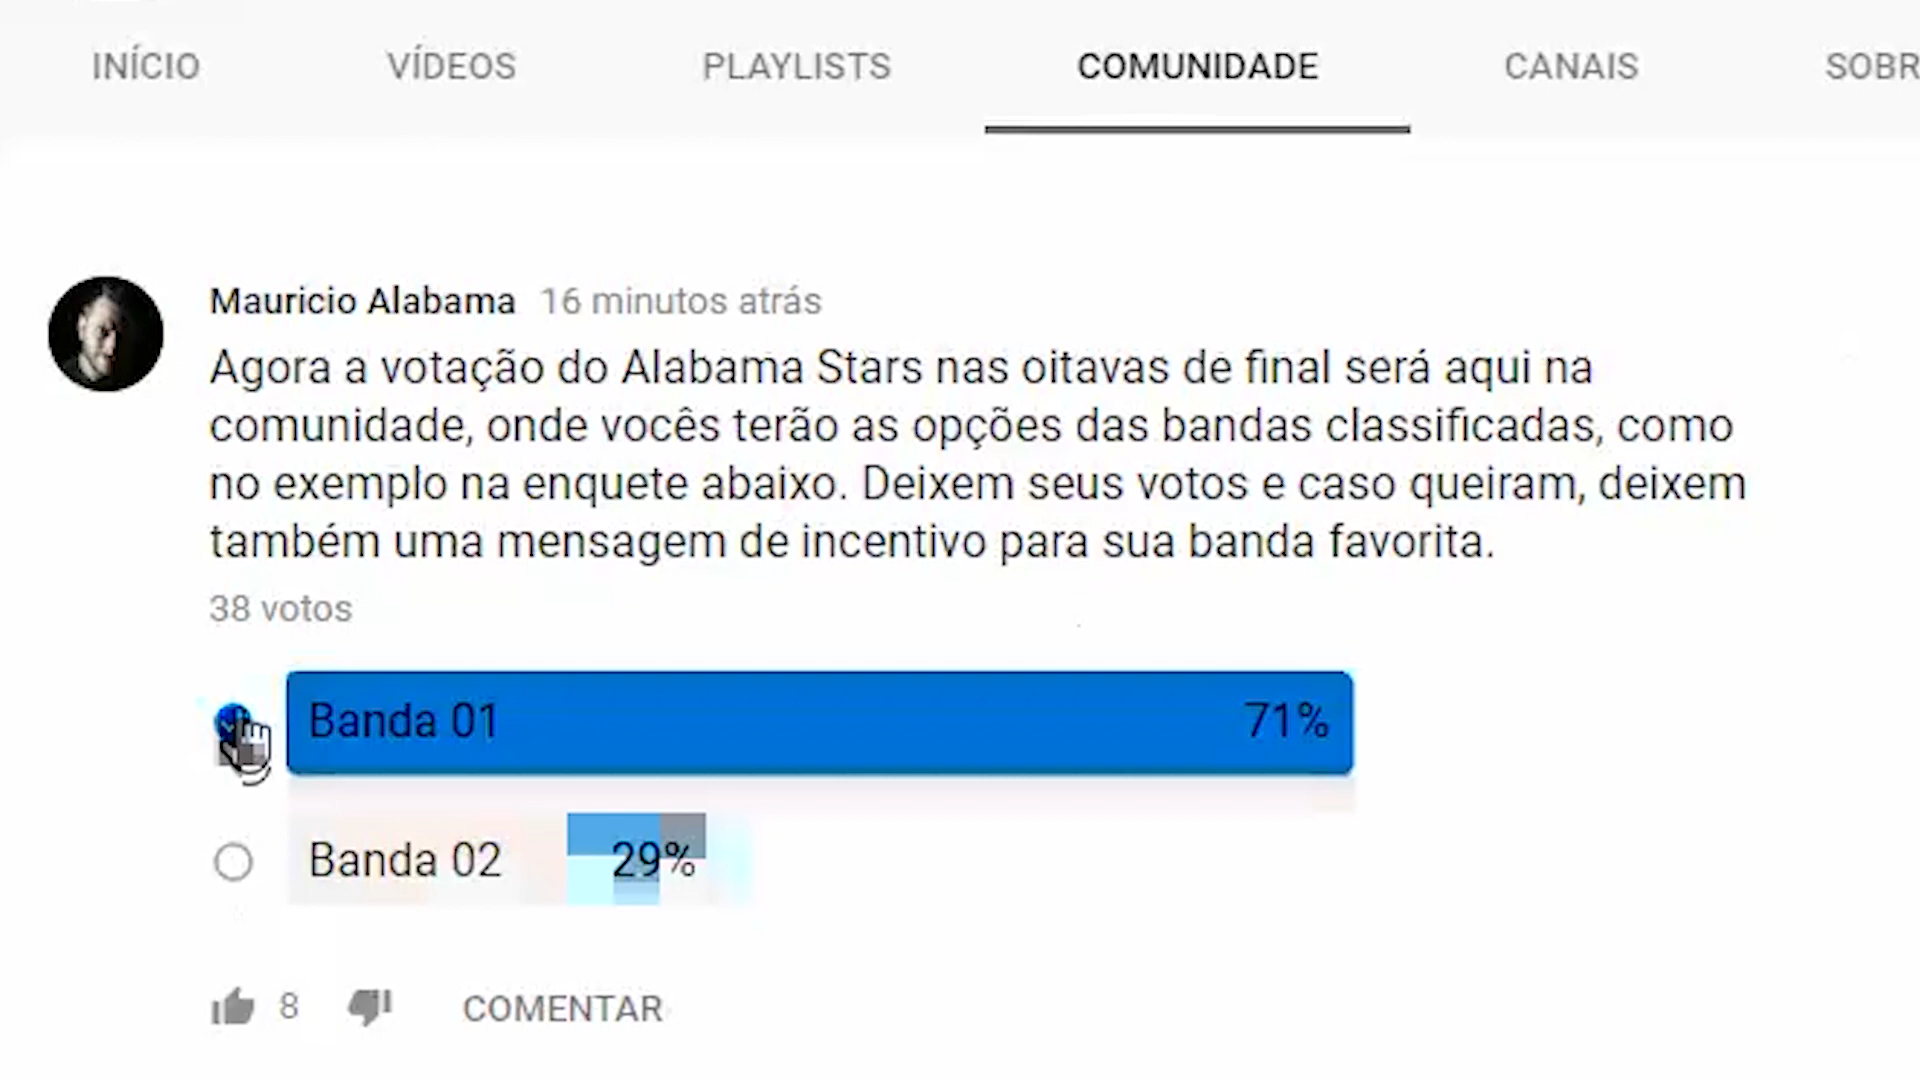 INÍCIO VÍDEOS PLAYLISTS COMUNIDADE CANAIS SOBR
Mauricio Alabama 16 minutos atrás
Agora a votação do Alabama Stars nas oitavas de final será aqui na
comunidade, onde vocês terão as opções das bandas classificadas, como
no exemplo na enquete abaixo. Deixem seus votos e caso queiram, deixem
também uma mensagem de incentivo para sua banda favorita.
38 votos
Banda 01 71%
Banda 02 29%
8 COMENTAR